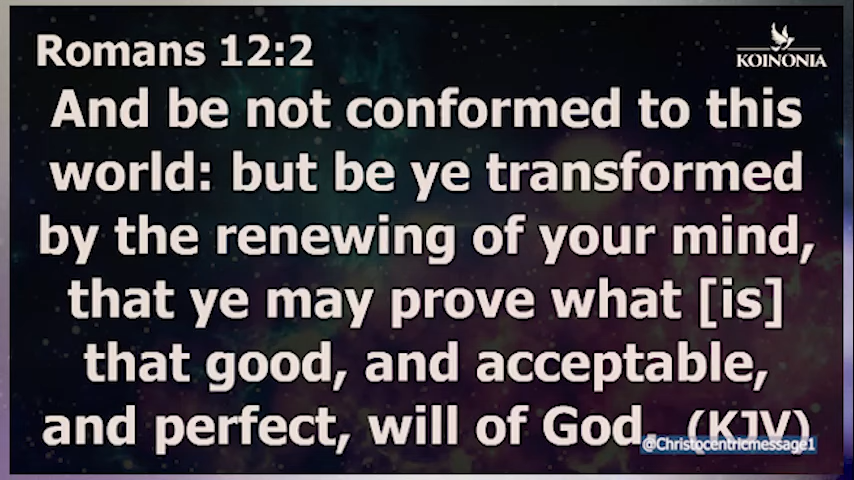 Romans 12:2
KOINONIA
And be not conformed to this
world: but be ye transformed
by the renewing of your mind,
that ye may prove what [is]
that good, and acceptable,
and perfect, will of God. (KJV)
@Christocentricmessage1